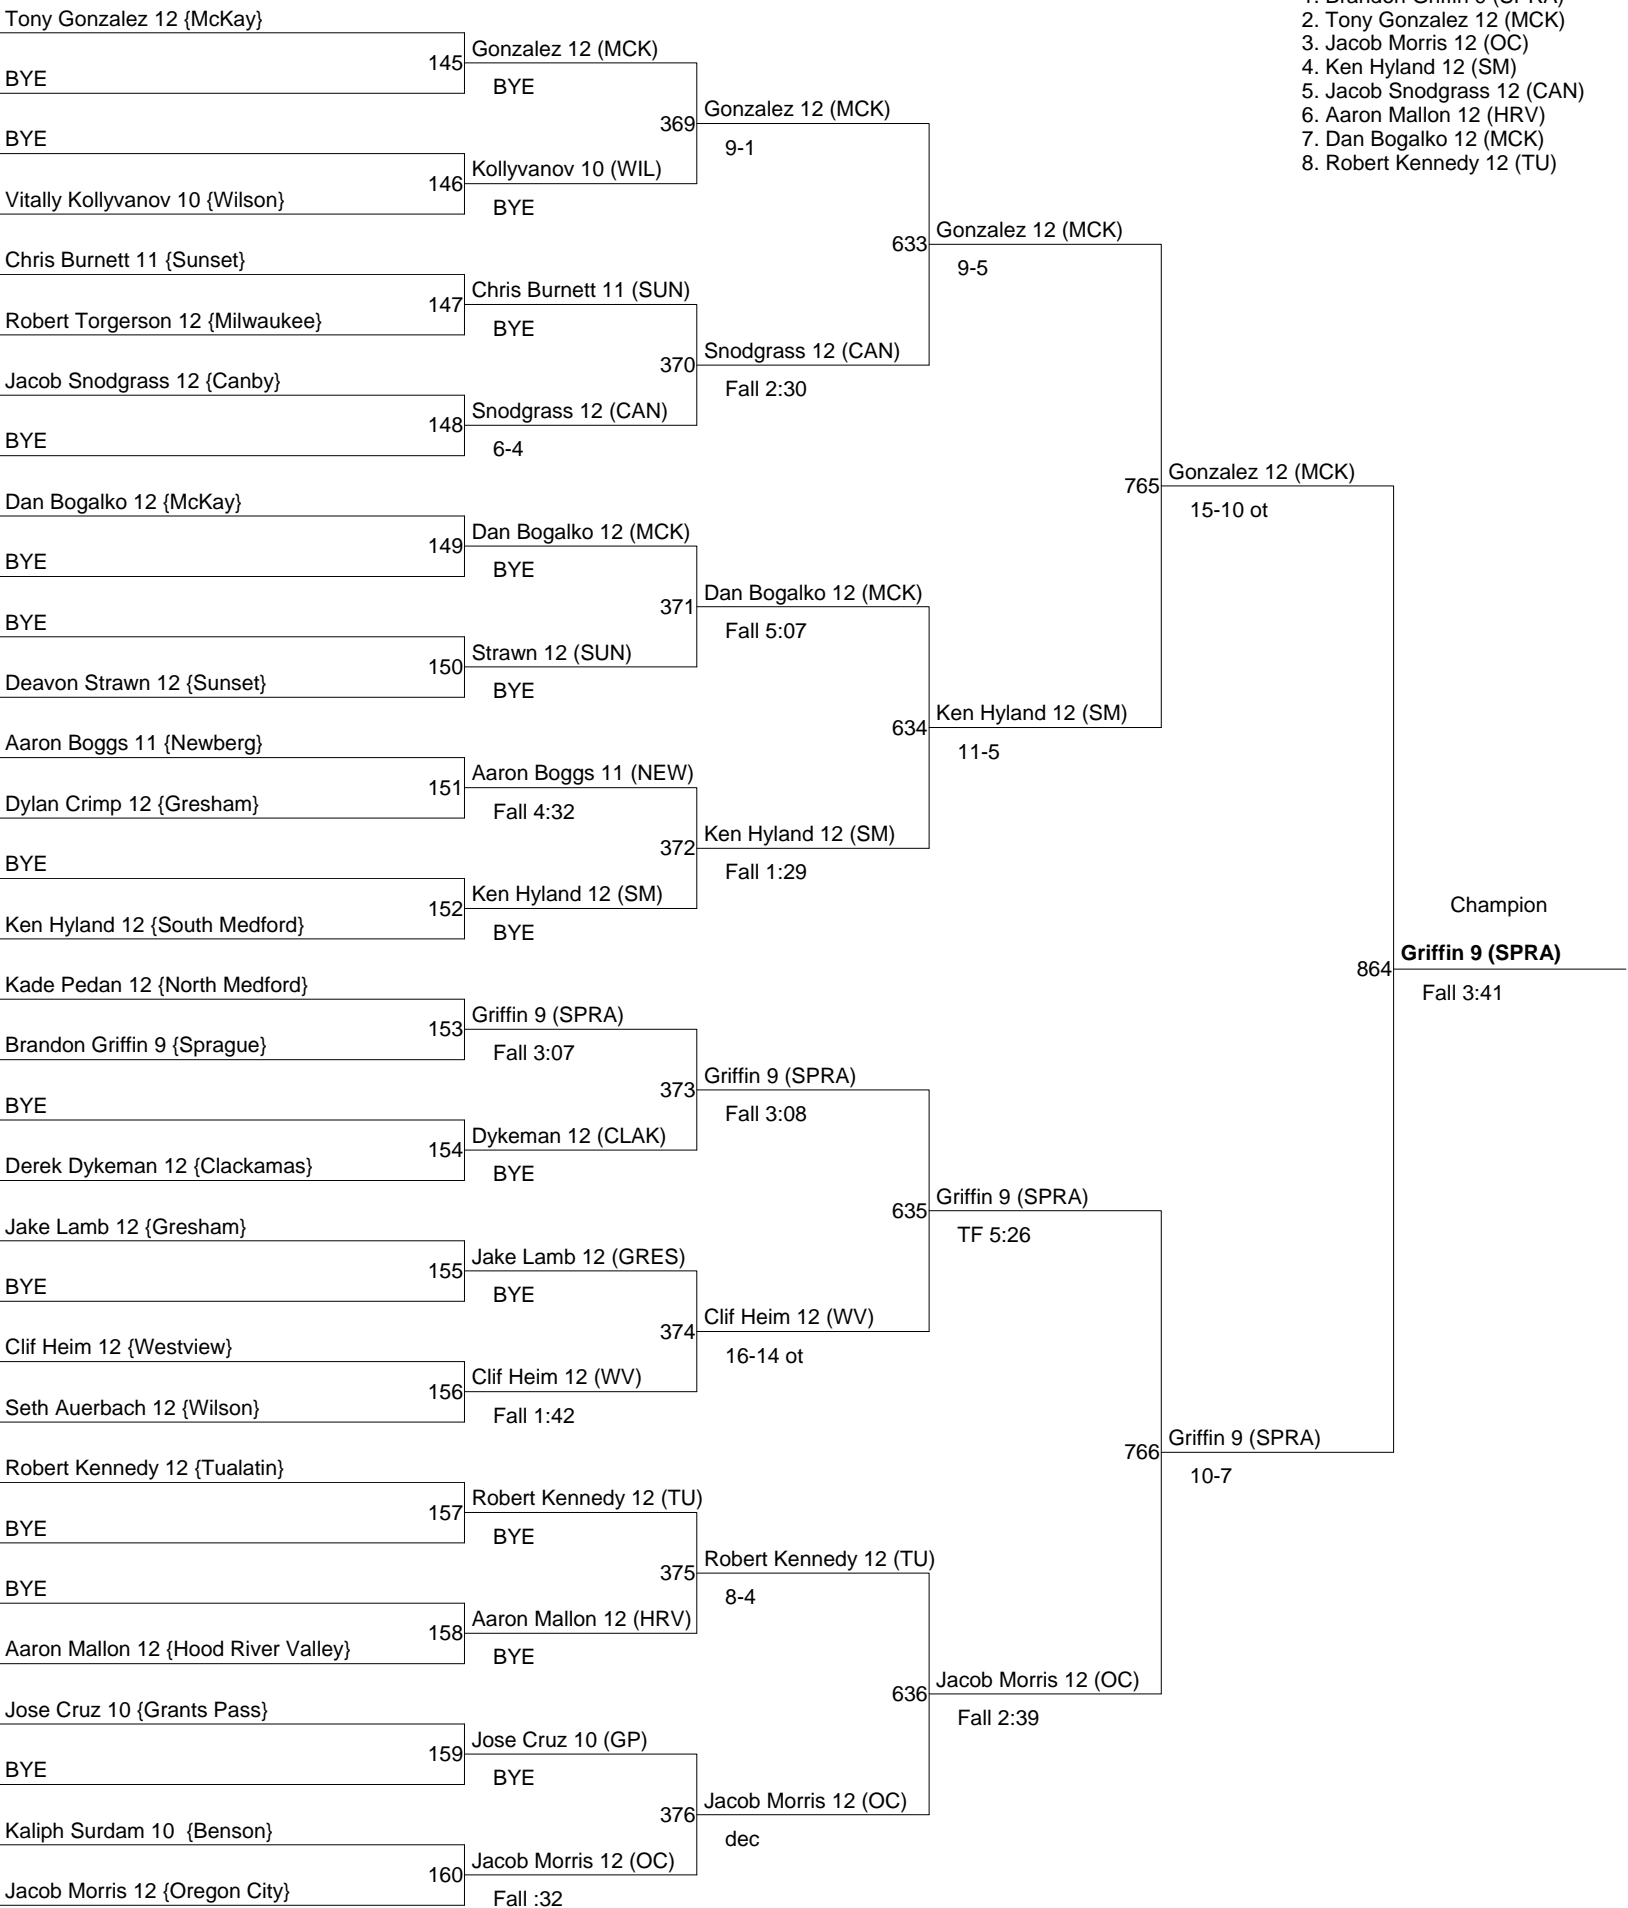 1. Brandon Griffin 9 (SPRA)
2. Tony Gonzalez 12 (MCK)
3. Jacob Morris 12 (OC)
4. Ken Hyland 12 (SM)
5. Jacob Snodgrass 12 (CAN)
6. Aaron Mallon 12 (HRV)
7. Dan Bogalko 12 (MCK)
8. Robert Kennedy 12 (TU)
Tony Gonzalez 12 {McKay}
145
BYE
BYE
146
Vitally Kollyvanov 10 {Wilson}
Chris Burnett 11 {Sunset}
147
Robert Torgerson 12 {Milwaukee}
Jacob Snodgrass 12 {Canby}
148
BYE
Dan Bogalko 12 {McKay}
149
BYE
BYE
150
Deavon Strawn 12 {Sunset}
Aaron Boggs 11 {Newberg}
151
Dylan Crimp 12 {Gresham}
BYE
152
Ken Hyland 12 {South Medford}
Kade Pedan 12 {North Medford}
153
Brandon Griffin 9 {Sprague}
BYE
154
Derek Dykeman 12 {Clackamas}
Jake Lamb 12 {Gresham}
155
BYE
Clif Heim 12 {Westview}
156
Seth Auerbach 12 {Wilson}
Robert Kennedy 12 {Tualatin}
157
BYE
BYE
158
Aaron Mallon 12 {Hood River Valley}
Jose Cruz 10 {Grants Pass}
159
BYE
Kaliph Surdam 10 {Benson}
160
Jacob Morris 12 {Oregon City}
Gonzalez 12 (MCK)
BYE
369
Kollyvanov 10 (WIL)
BYE
Chris Burnett 11 (SUN)
BYE
370
Snodgrass 12 (CAN)
6-4
Dan Bogalko 12 (MCK)
BYE
371
Strawn 12 (SUN)
BYE
Aaron Boggs 11 (NEW)
Fall 4:32
372
Ken Hyland 12 (SM)
BYE
Griffin 9 (SPRA)
Fall 3:07
373
Dykeman 12 (CLAK)
BYE
Jake Lamb 12 (GRES)
BYE
374
Clif Heim 12 (WV)
Fall 1:42
Robert Kennedy 12 (TU)
BYE
375
Aaron Mallon 12 (HRV)
BYE
Jose Cruz 10 (GP)
BYE
376
Jacob Morris 12 (OC)
Fall :32
Gonzalez 12 (MCK)
9-1
633
Snodgrass 12 (CAN)
Fall 2:30
Dan Bogalko 12 (MCK)
Fall 5:07
634
Ken Hyland 12 (SM)
Fall 1:29
Griffin 9 (SPRA)
Fall 3:08
635
Clif Heim 12 (WV)
16-14 ot
Robert Kennedy 12 (TU)
8-4
636
Jacob Morris 12 (OC)
dec
Gonzalez 12 (MCK)
9-5
765
Ken Hyland 12 (SM)
11-5
Griffin 9 (SPRA)
TF 5:26
766
Jacob Morris 12 (OC)
Fall 2:39
Gonzalez 12 (MCK)
15-10 ot
864
Griffin 9 (SPRA)
10-7
Champion
Griffin 9 (SPRA)
Fall 3:41